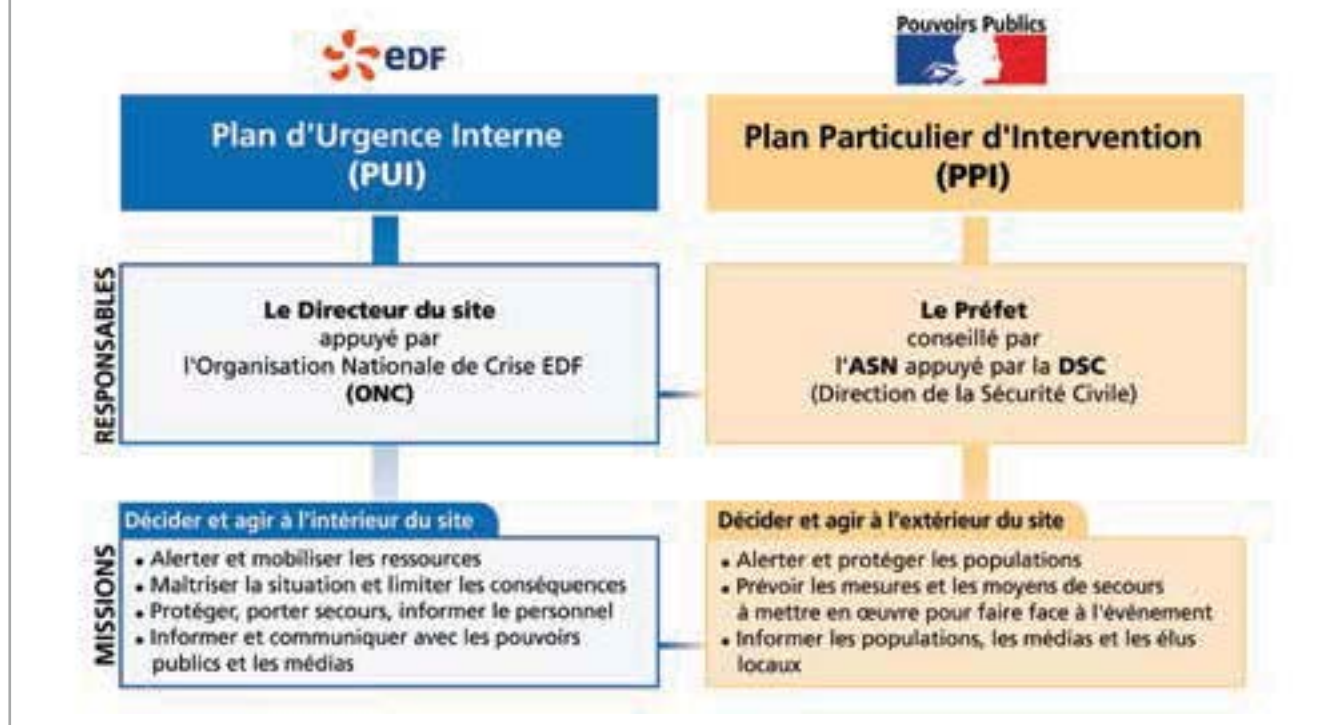 eDF
Pouvoirs Publics
Plan d'Urgence Interne
(PUI)
Plan Particulier d'Intervention
(PPI)
RESPONSABLES
Le Directeur du site
appuyé par
l'Organisation Nationale de Crise EDF
(ONC)
Le Préfet
conseillé par
l'ASN appuyé par la DSC
(Direction de la Sécurité Civile)
MISSIONS
Décider et agir à l'intérieur du site
• Alerter et mobiliser les ressources
• Maîtriser la situation et limiter les conséquences
• Protéger, porter secours, informer le personnel
• Informer et communiquer avec les pouvoirs
publics et les médias
Décider et agir à l'extérieur du site
• Alerter et protéger les populations
• Prévoir les mesures et les moyens de secours
à mettre en œuvre pour faire face à l'évènement
• Informer les populations, les médias et les élus
locaux